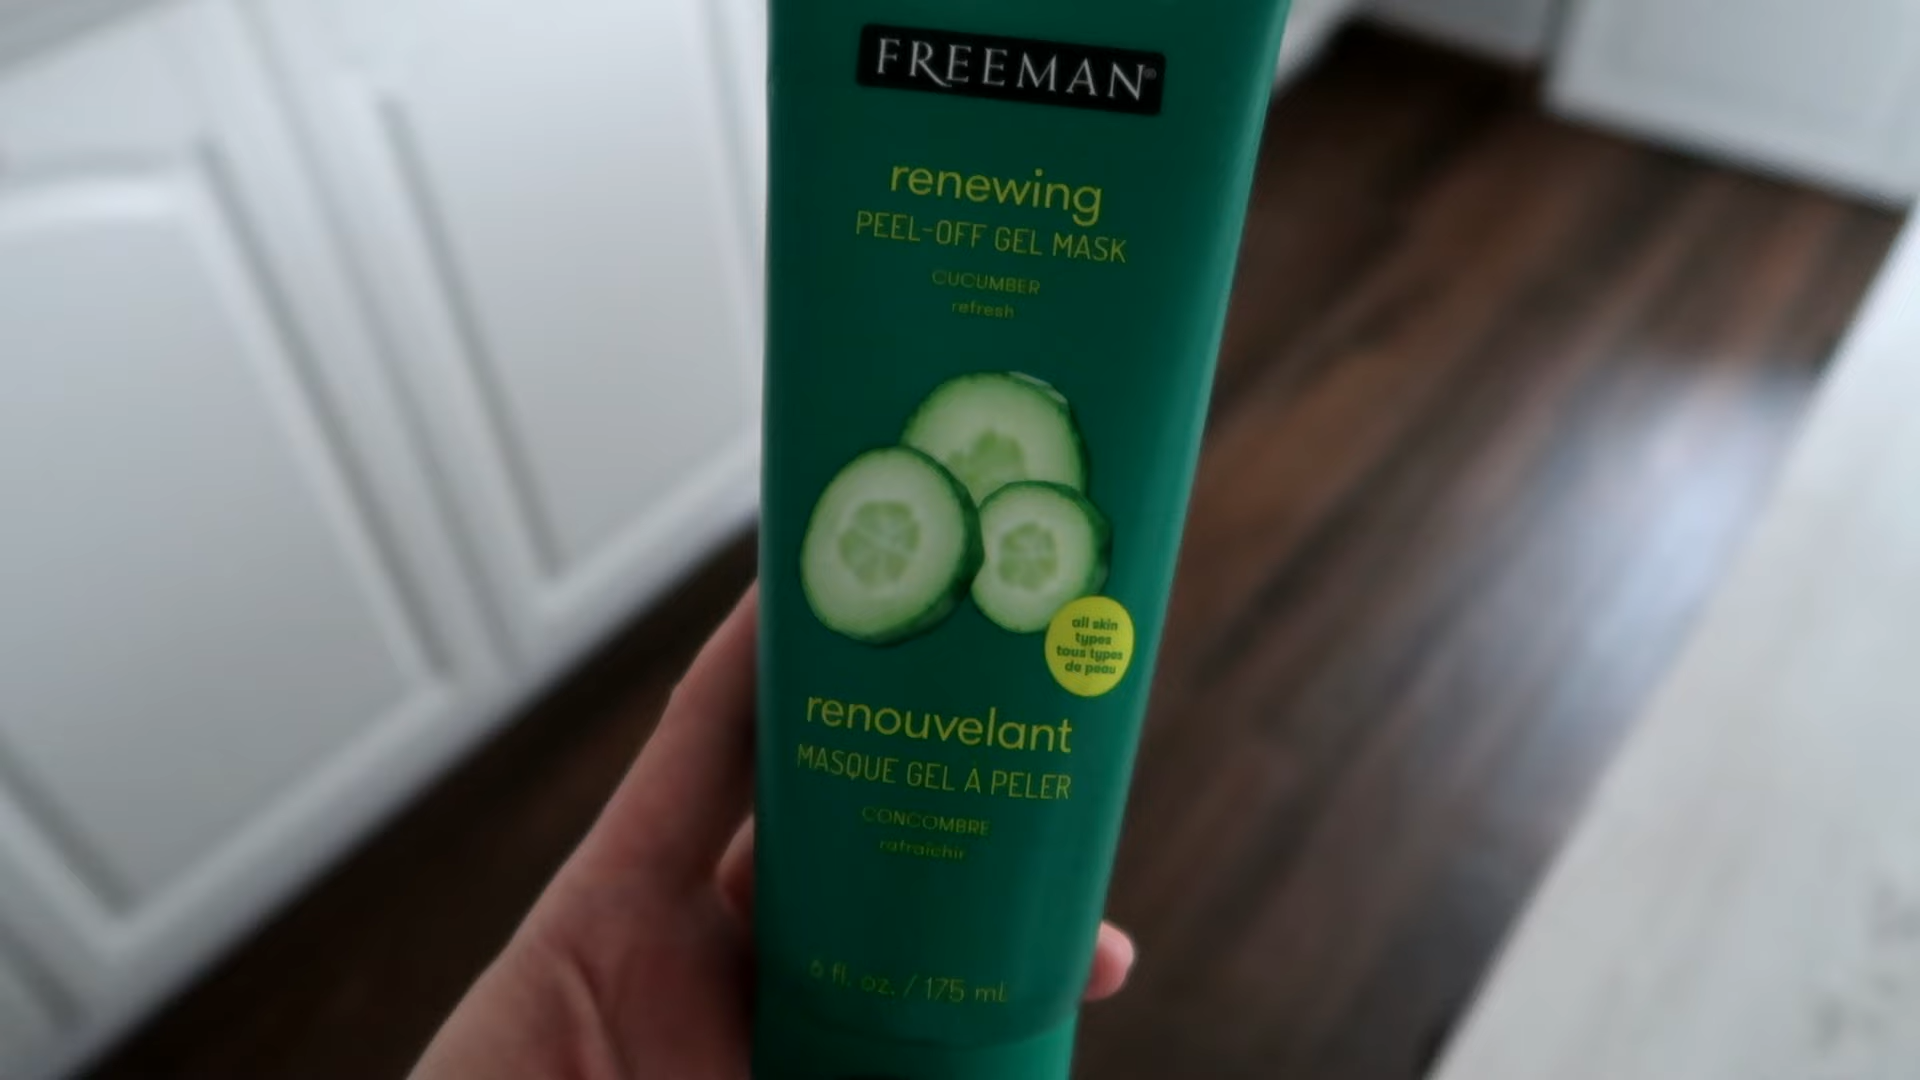 FREEMAN®
renewing
PEEL-OFF GEL MASK
CUCUMBER
refresh
all skin
types
tous types
de peau
renouvelant
MASQUE GEL À PELER
CONCOMBRE
rafraîchir
6 fl. oz. / 175 ml